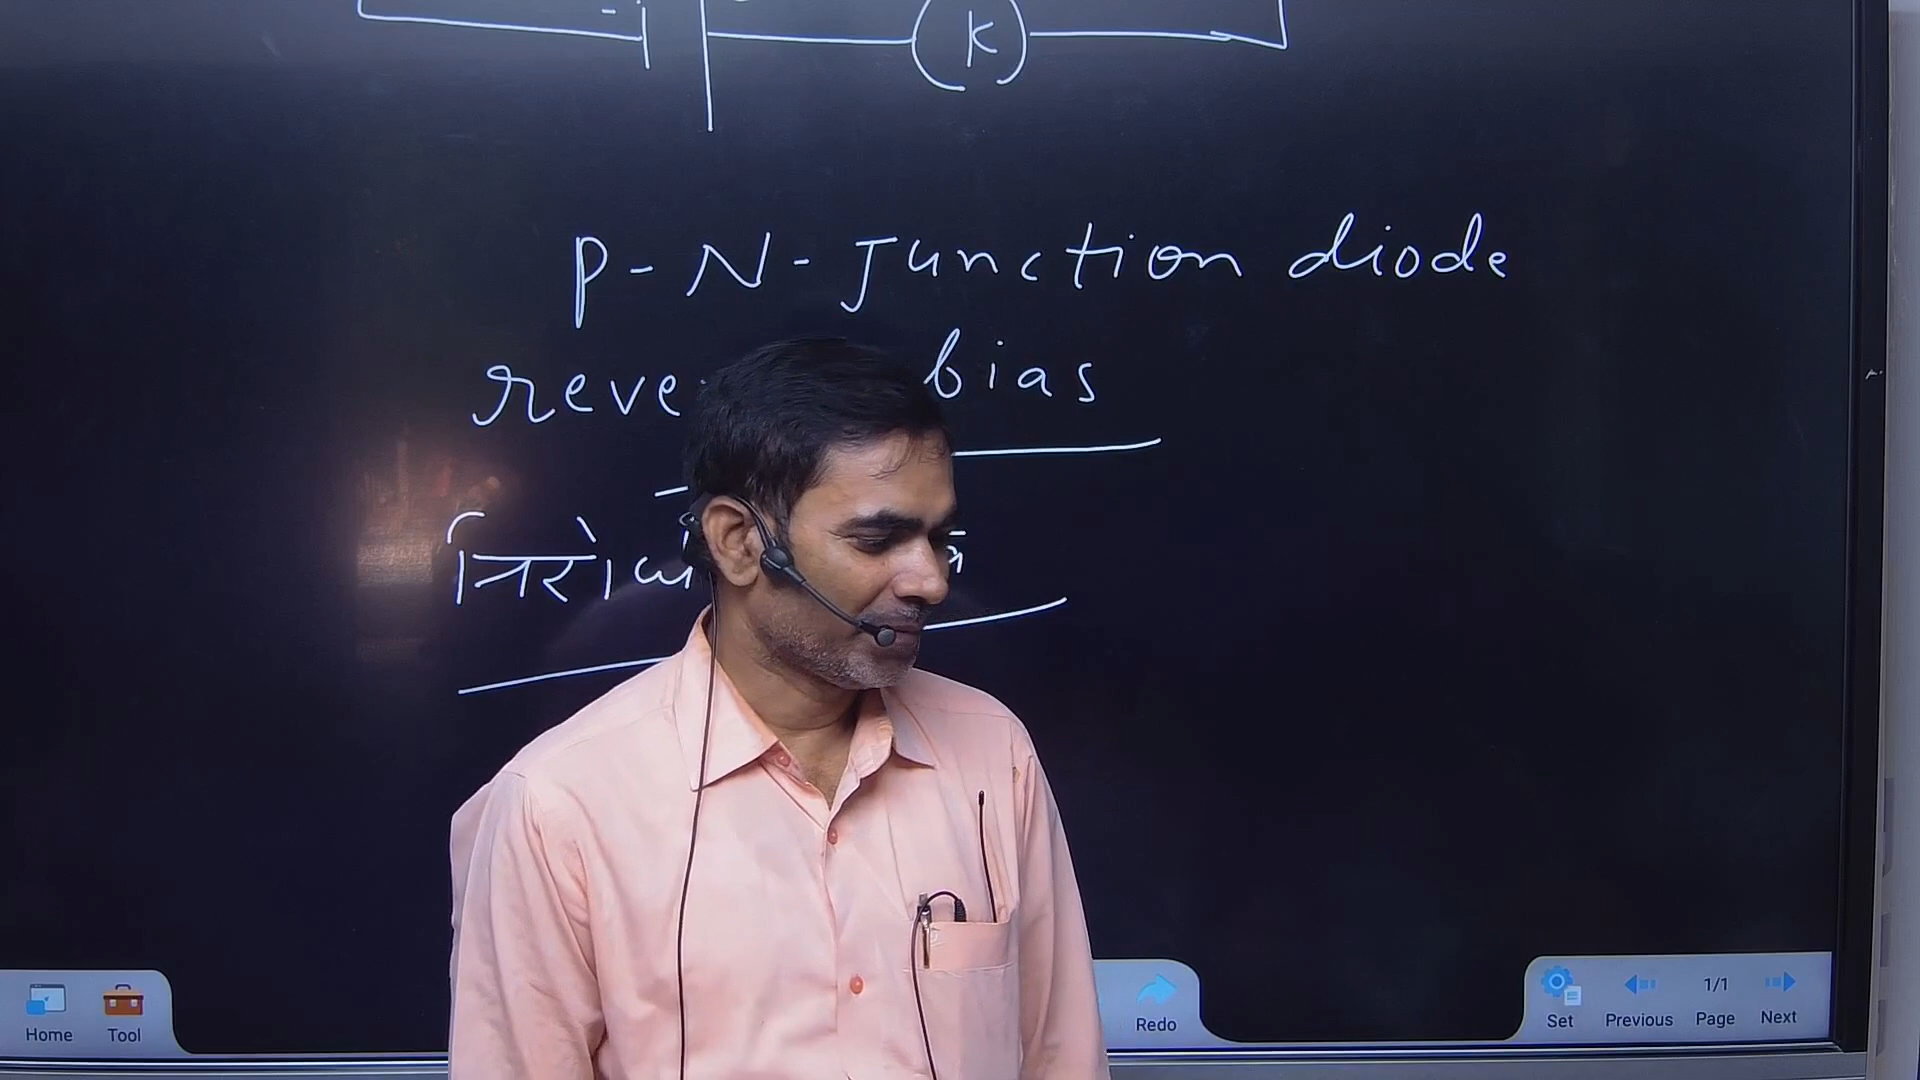 K
P-N-Junction diode
reve bias
Home Tool Redo Set Previous 1/1 Page Next